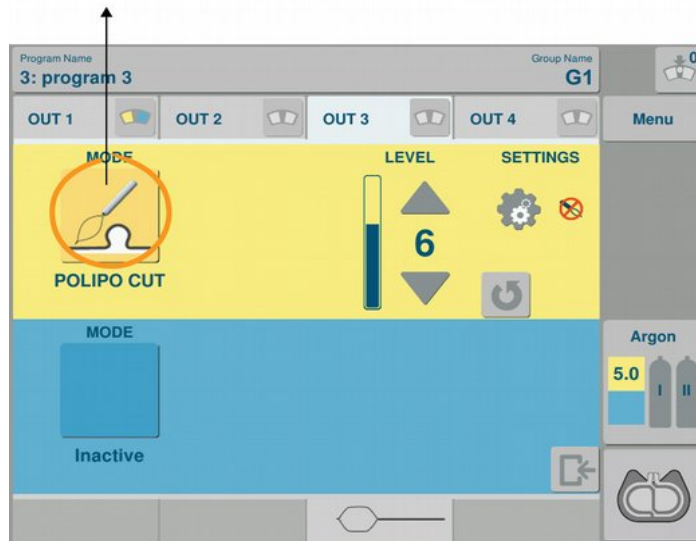 Program Name
3: program 3
Group Name
G1
0
OUT 1
OUT 2
OUT 3
OUT 4
Menu
MODE
LEVEL
SETTINGS
6
POLIPO CUT
MODE
Inactive
Argon
5.0
I
II